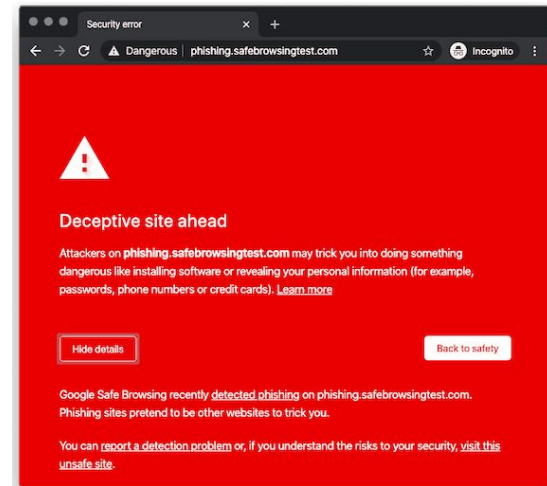 Security error
Dangerous phishing.safebrowsingtest.com Incognito
Deceptive site ahead
Attackers on phishing.safebrowsingtest.com may trick you into doing something
dangerous like installing software or revealing your personal information (for example,
passwords, phone numbers or credit cards). Learn more
Hide details Back to safety
Google Safe Browsing recently detected phishing on phishing.safebrowsingtest.com.
Phishing sites pretend to be other websites to trick you.
You can report a detection problem or, if you understand the risks to your security, visit this
unsafe site.